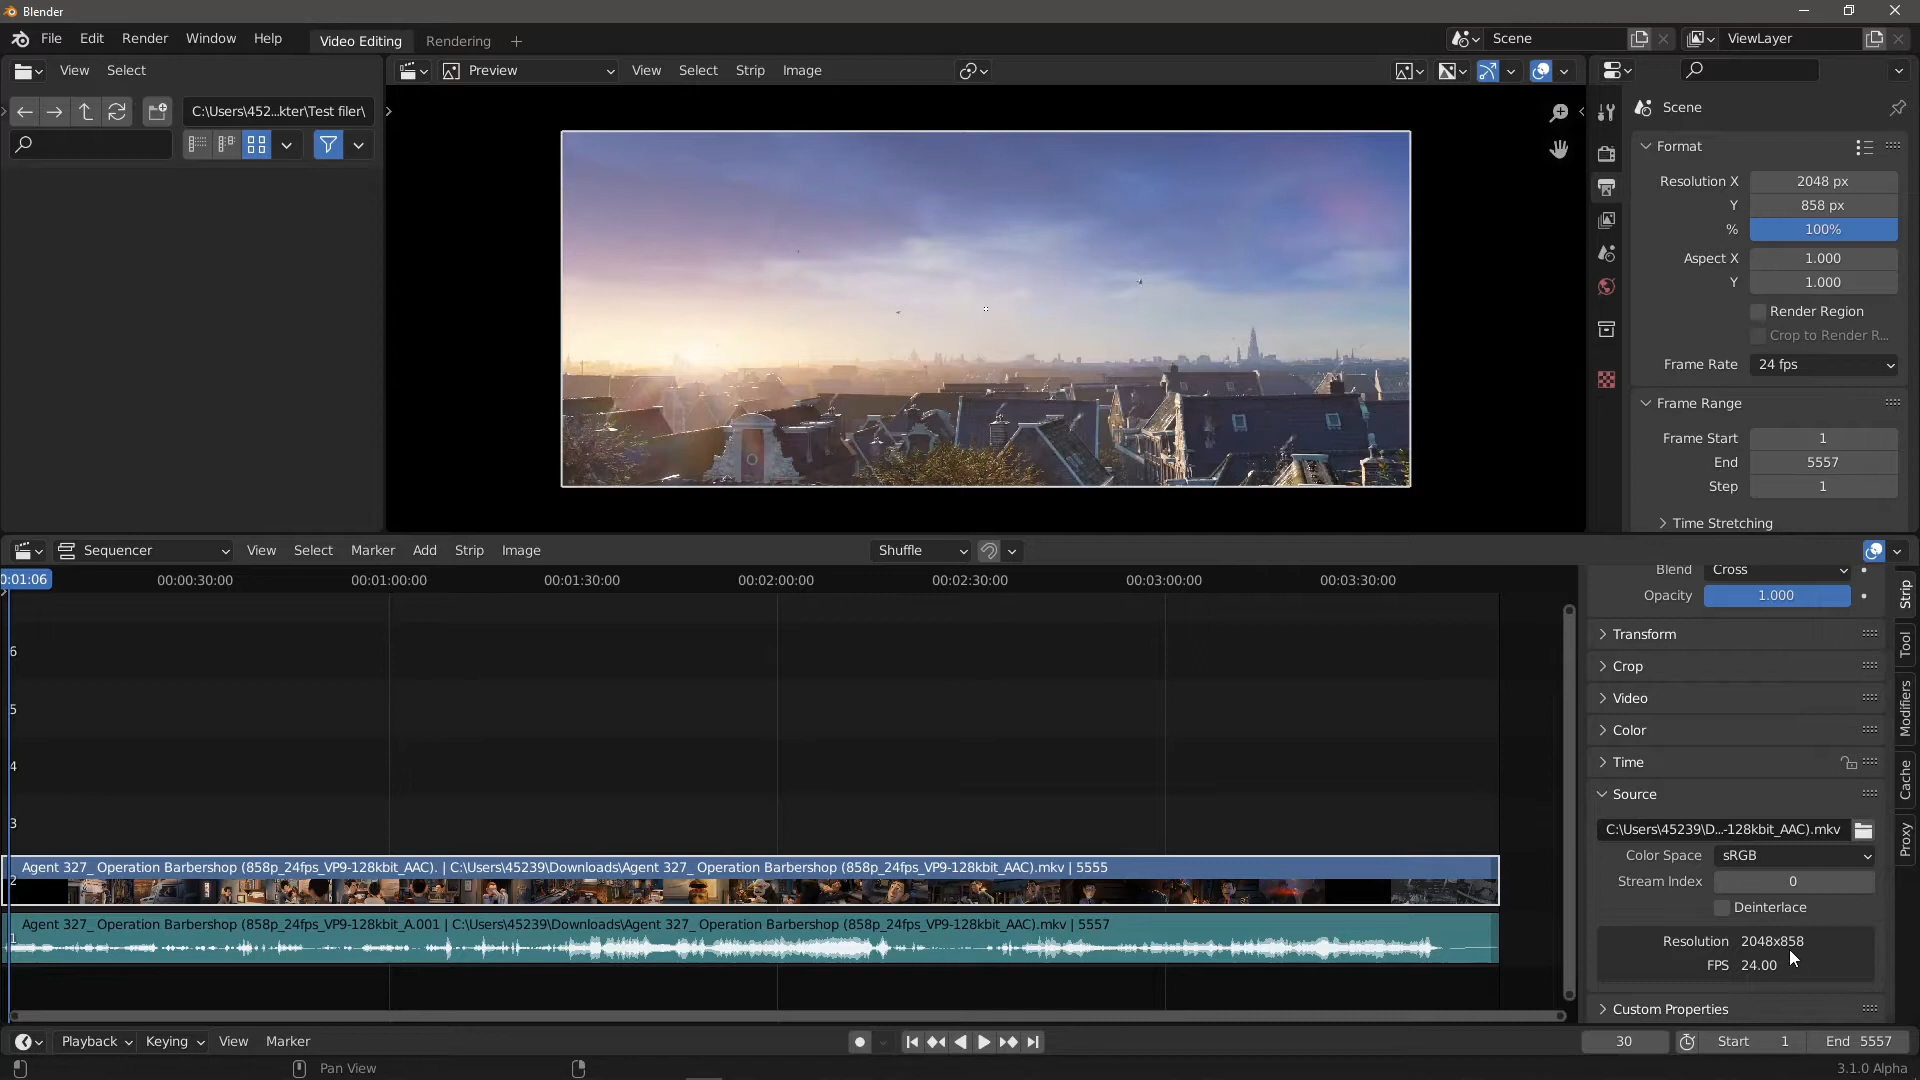 Blender
File Edit Render Window Help Video Editing Rendering + Scene ViewLayer
View Select Preview View Select Strip Image
C:\Users\452...kter\Test filer\
Scene
Format
Resolution X 2048 px
Y 858 px
% 100%
Aspect X 1.000
Y 1.000
Render Region
Crop to Render R...
Frame Rate 24 fps
Frame Range
Frame Start 1
End 5557
Step 1
Time Stretching
Sequencer View Select Marker Add Strip Image Shuffle
0:01:06 00:00:30:00 00:01:00:00 00:01:30:00 00:02:00:00 00:02:30:00 00:03:00:00 00:03:30:00
6
5
4
3
2
1
Agent 327_ Operation Barbershop (858p_24fps_VP9-128kbit_AAC). | C:\Users\45239\Downloads\Agent 327_ Operation Barbershop (858p_24fps_VP9-128kbit_AAC).mkv | 5555
Agent 327_ Operation Barbershop (858p_24fps_VP9-128kbit_A.001 | C:\Users\45239\Downloads\Agent 327_ Operation Barbershop (858p_24fps_VP9-128kbit_AAC).mkv | 5557
Blend Cross
Opacity 1.000
Transform
Crop
Video
Color
Time
Source
C:\Users\45239\D...-128kbit_AAC).mkv
Color Space sRGB
Stream Index 0
Deinterlace
Resolution 2048x858
FPS 24.00
Custom Properties
Strip
Tool
Modifiers
Cache
Proxy
Playback Keying View Marker 30 Start 1 End 5557
Pan View 3.1.0 Alpha